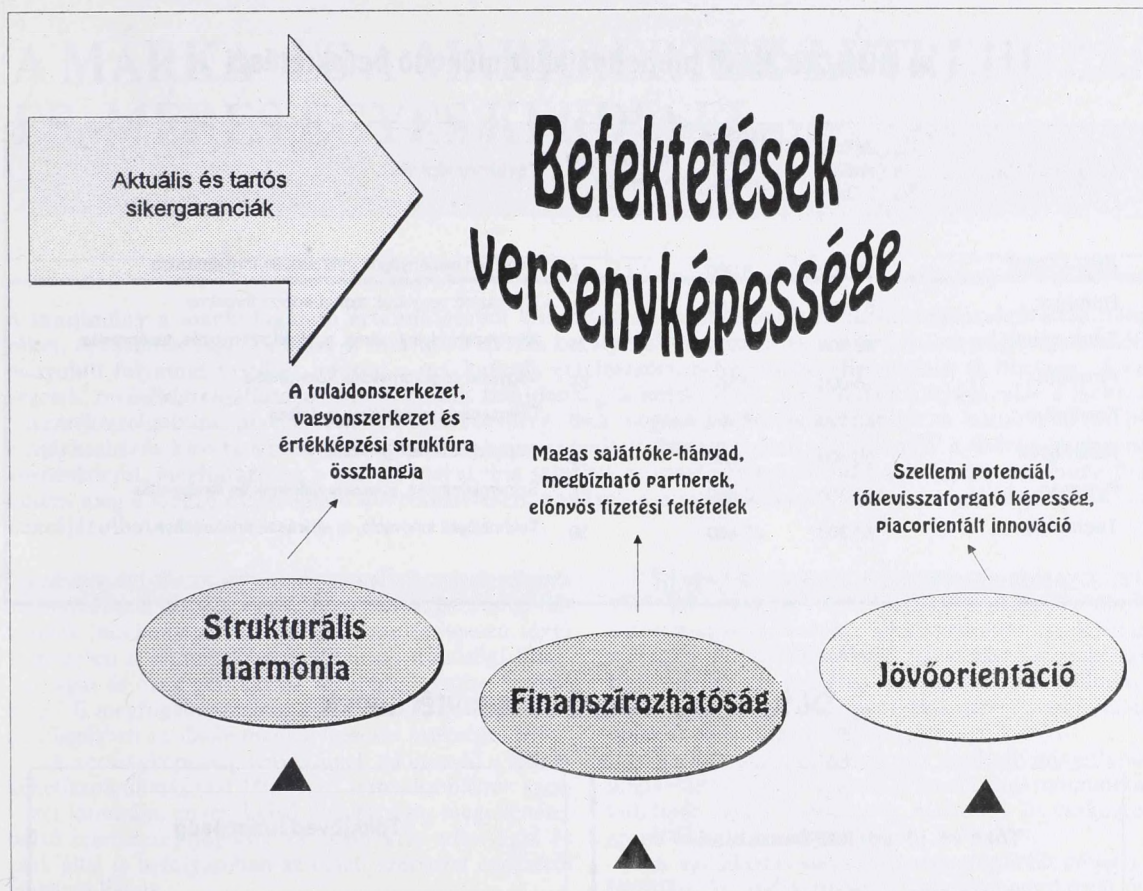 Aktuális és tartós
sikergaranciák
Befektetések
versenyképessége
A tulajdonszerkezet,
vagyonszerkezet és
értékképzési struktúra
összhangja
Magas sajáttőke-hányad,
megbízható partnerek,
előnyös fizetési feltételek
Szellemi potenciál,
tőkevisszaforgató képesség,
piacorientált innováció
Strukturális
harmónia
Finanszírozhatóság
Jövőorientáció